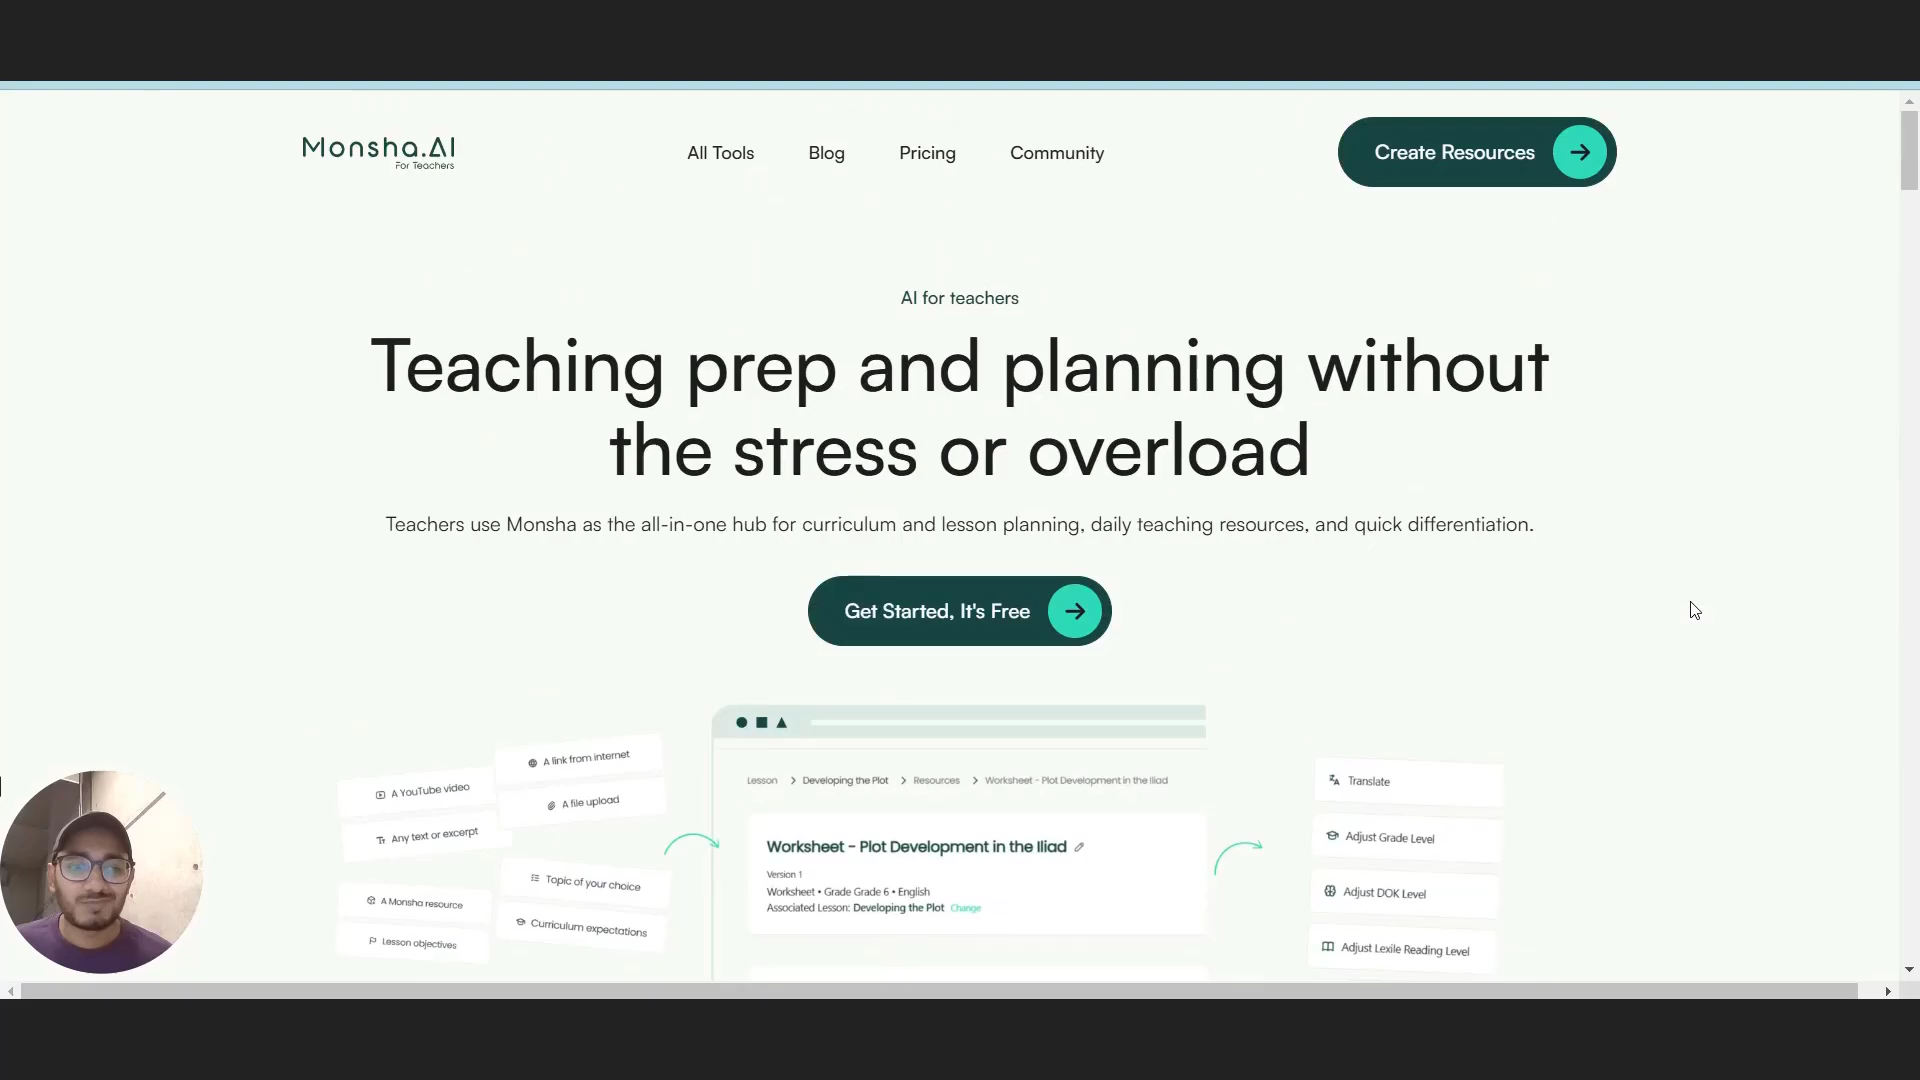 Monsha.AI
For Teachers
All Tools
Blog
Pricing
Community
Create Resources
AI for teachers
Teaching prep and planning without
the stress or overload
Teachers use Monsha as the all-in-one hub for curriculum and lesson planning, daily teaching resources, and quick differentiation.
Get Started, It's Free
A link from internet
A YouTube video
A file upload
Any text or excerpt
Topic of your choice
A Monsha resource
Curriculum expectations
Lesson objectives
Lesson > Developing the Plot > Resources > Worksheet - Plot Development in the Iliad
Worksheet - Plot Development in the Iliad
Version 1
Worksheet • Grade Grade 6 • English
Associated Lesson: Developing the Plot Change
Translate
Adjust Grade Level
Adjust DOK Level
Adjust Lexile Reading Level